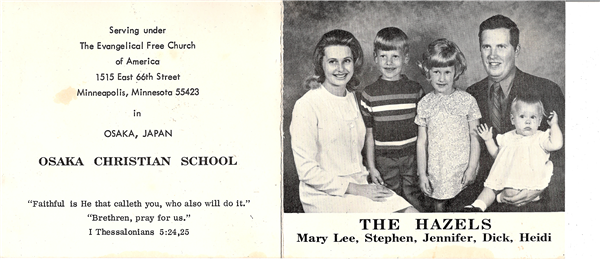 Serving under
The Evangelical Free Church
of America
1515 East 66th Street
Minneapolis, Minnesota 55423
in
OSAKA, JAPAN
OSAKA CHRISTIAN SCHOOL
"Faithful is He that calleth you, who also will do it."
"Brethren, pray for us."
I Thessalonians 5:24,25
THE HAZELS
Mary Lee, Stephen, Jennifer, Dick, Heidi